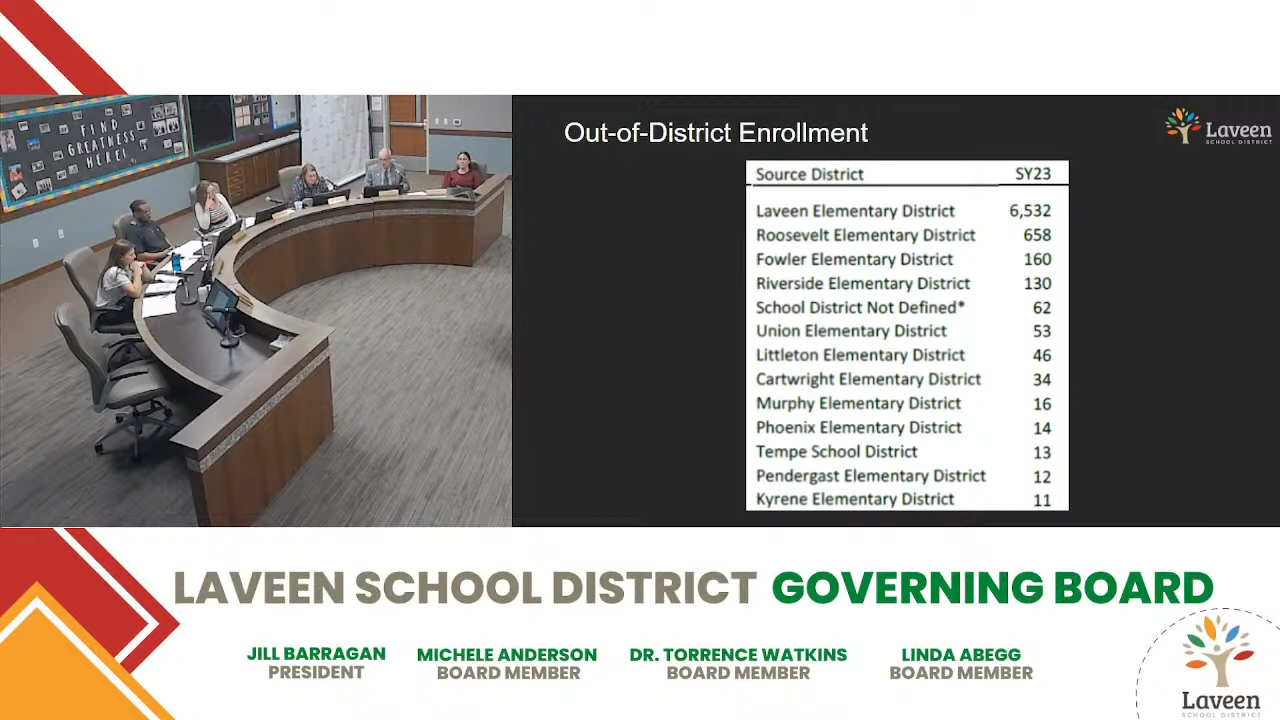 FIND
GREATNESS
HERE!
Out-of-District Enrollment
Laveen
SCHOOL DISTRICT
Source District SY23
Laveen Elementary District 6,532
Roosevelt Elementary District 658
Fowler Elementary District 160
Riverside Elementary District 130
School District Not Defined* 62
Union Elementary District 53
Littleton Elementary District 46
Cartwright Elementary District 34
Murphy Elementary District 16
Phoenix Elementary District 14
Tempe School District 13
Pendergast Elementary District 12
Kyrene Elementary District 11
LAVEEN SCHOOL DISTRICT GOVERNING BOARD
JILL BARRAGAN
PRESIDENT
MICHELE ANDERSON
BOARD MEMBER
DR. TORRENCE WATKINS
BOARD MEMBER
LINDA ABEGG
BOARD MEMBER
Laveen
SCHOOL DISTRICT